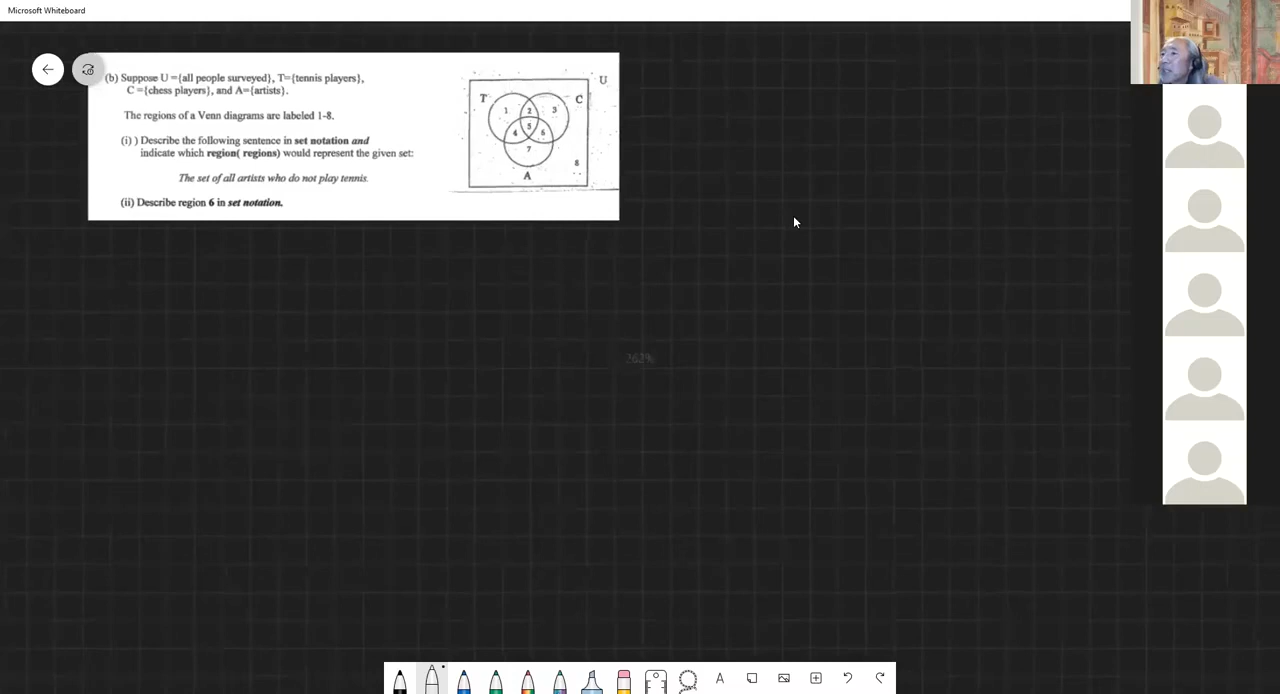 Microsoft Whiteboard
(b) Suppose U ={all people surveyed}, T={tennis players},
C ={chess players}, and A={artists}.
The regions of a Venn diagrams are labeled 1-8.
(i) ) Describe the following sentence in set notation and
indicate which region( regions) would represent the given set:
The set of all artists who do not play tennis.
(ii) Describe region 6 in set notation.
U
T
C
1
2
3
5
4
6
7
8
A
262%
A